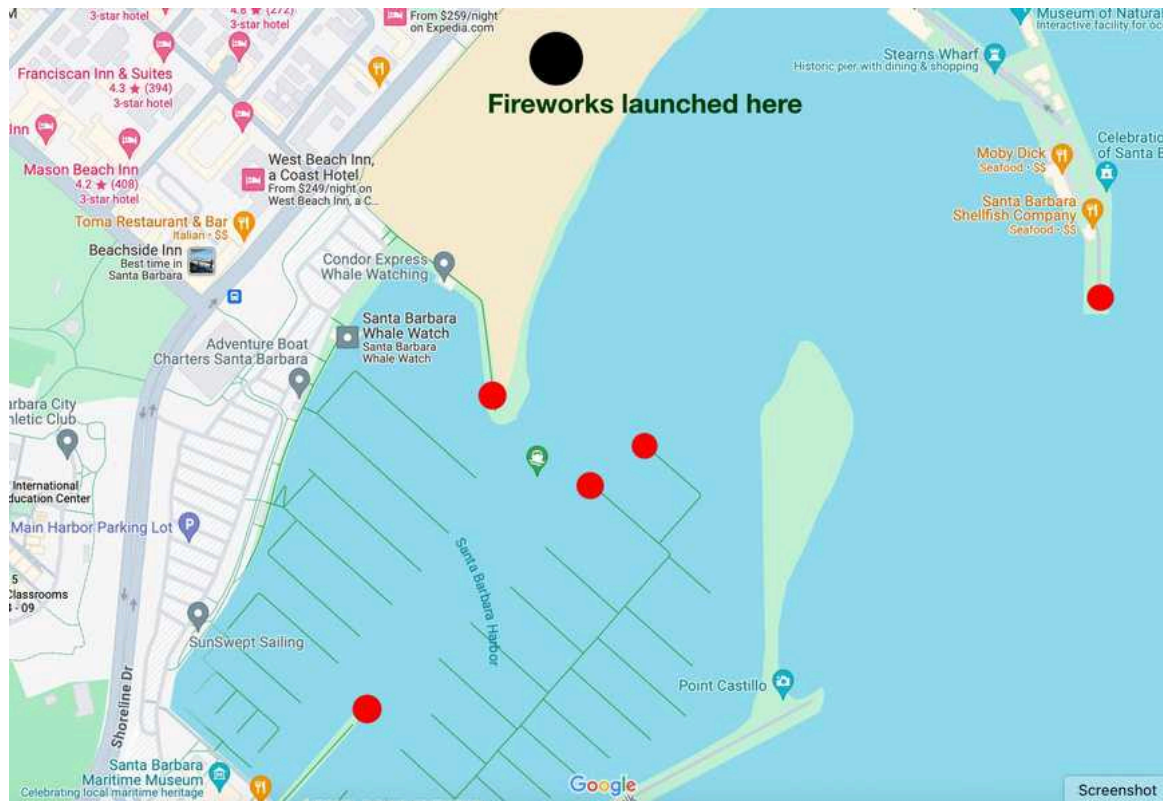 3-star hotel
4.8 ★ (272)
3-star hotel
From $259/night
on Expedia.com
Museum of Natural
Interactive facility for oc
Stearns Wharf
Historic pier with dining & shopping
Franciscan Inn & Suites
4.3 ★ (394)
3-star hotel
Fireworks launched here
Inn
Mason Beach Inn
4.2 ★ (408)
3-star hotel
West Beach Inn,
a Coast Hotel
From $249/night on
West Beach Inn, a C...
Moby Dick
Seafood • $$
Celebration
of Santa B
Santa Barbara
Shellfish Company
Seafood • $$
Toma Restaurant & Bar
Italian • $$
Beachside Inn
Best time in
Santa Barbara
Condor Express
Whale Watching
Santa Barbara
Whale Watch
Santa Barbara
Whale Watch
Adventure Boat
Charters Santa Barbara
arbara City
hletic Club
International
ducation Center
Main Harbor Parking Lot
P
5
Classrooms
- 09
Santa Barbara Harbor
SunSwept Sailing
Shoreline Dr
Point Castillo
Santa Barbara
Maritime Museum
Celebrating local maritime heritage
Google
Screenshot